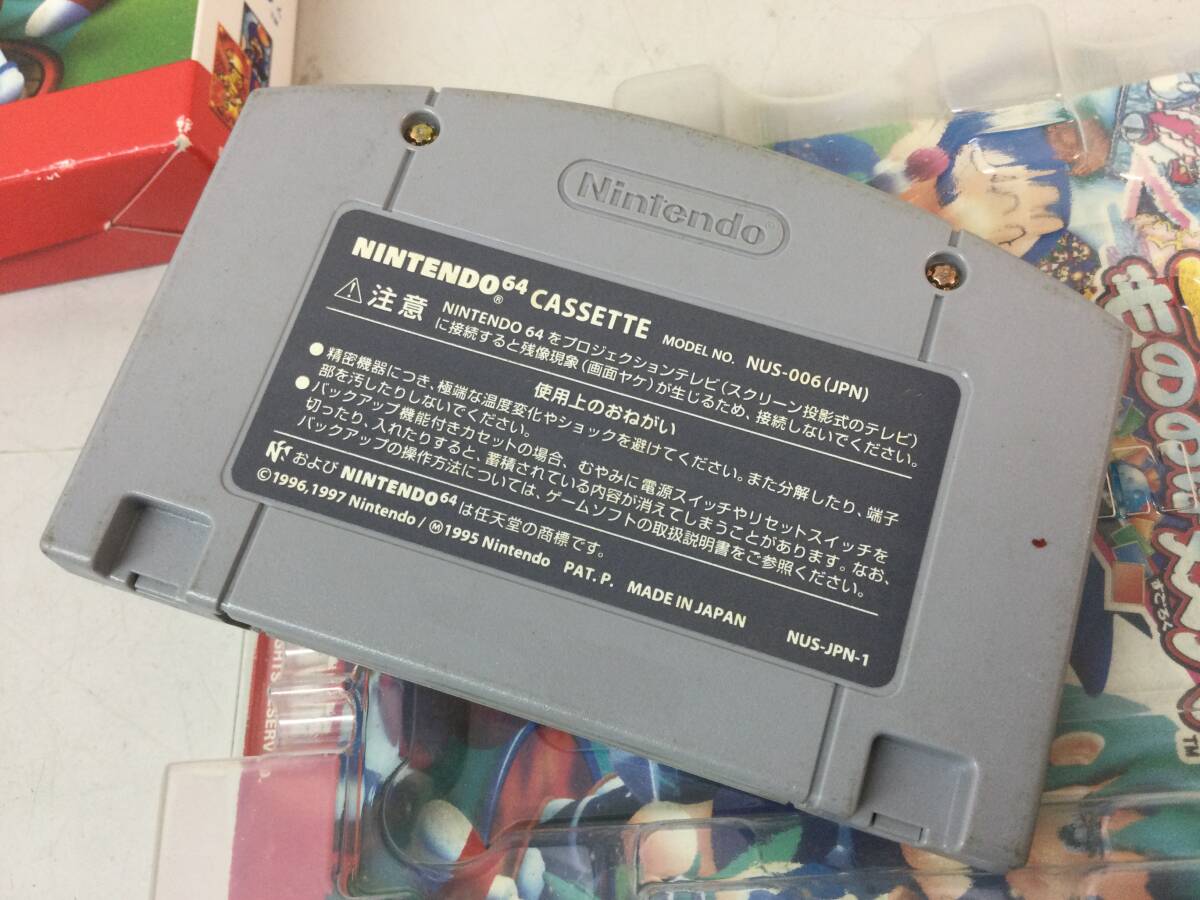 Nintendo
NINTENDO64® CASSETTE MODEL NO. NUS-006(JPN)
注意 NINTENDO 64 をプロジェクションテレビ(スクリーン投影式のテレビ)
に接続すると残像現象(画面ヤケ)が生じるため、接続しないでください。
使用上のおねがい
●精密機器につき、極端な温度変化やショックを避けてください。また分解したり、端子
部を汚したりしないでください。
●バックアップ機能付きカセットの場合、むやみに電源スイッチやリセットスイッチを
切ったり、入れたりすると、蓄積されている内容が消えてしまうことがあります。なお、
バックアップの操作方法については、ゲームソフトの取扱説明書をご参照ください。
および NINTENDO64 は任天堂の商標です。
©1996,1997 Nintendo/Ⓜ1995 Nintendo PAT.P. MADE IN JAPAN
NUS-JPN-1
TM